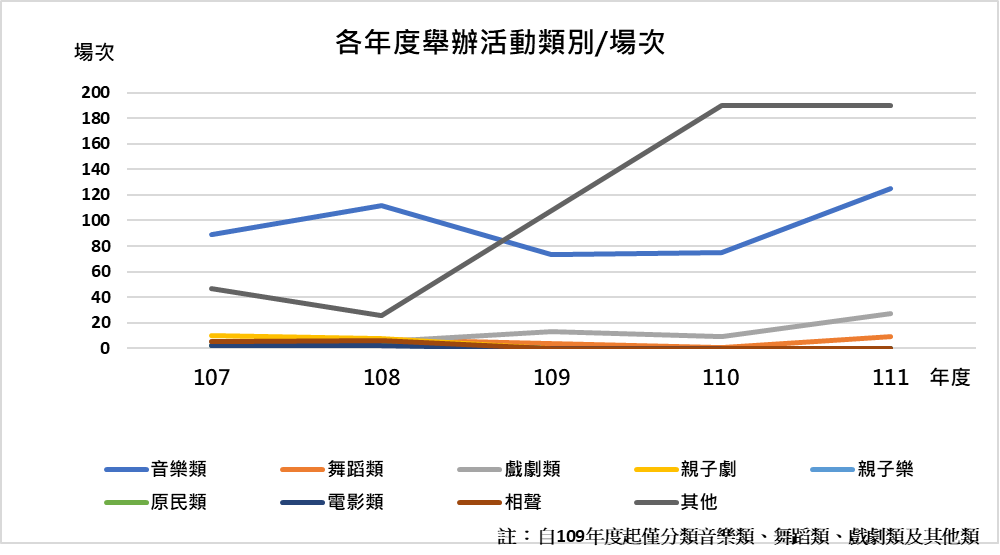 各年度舉辦活動類別/場次
場次
200
180
160
140
120
100
80
60
40
20
0
107 108 109 110 111 年度
音樂類 舞蹈類 戲劇類 親子劇 親子樂
原民類 電影類 相聲 其他
註：自109年度起僅分類音樂類、舞蹈類、戲劇類及其他類